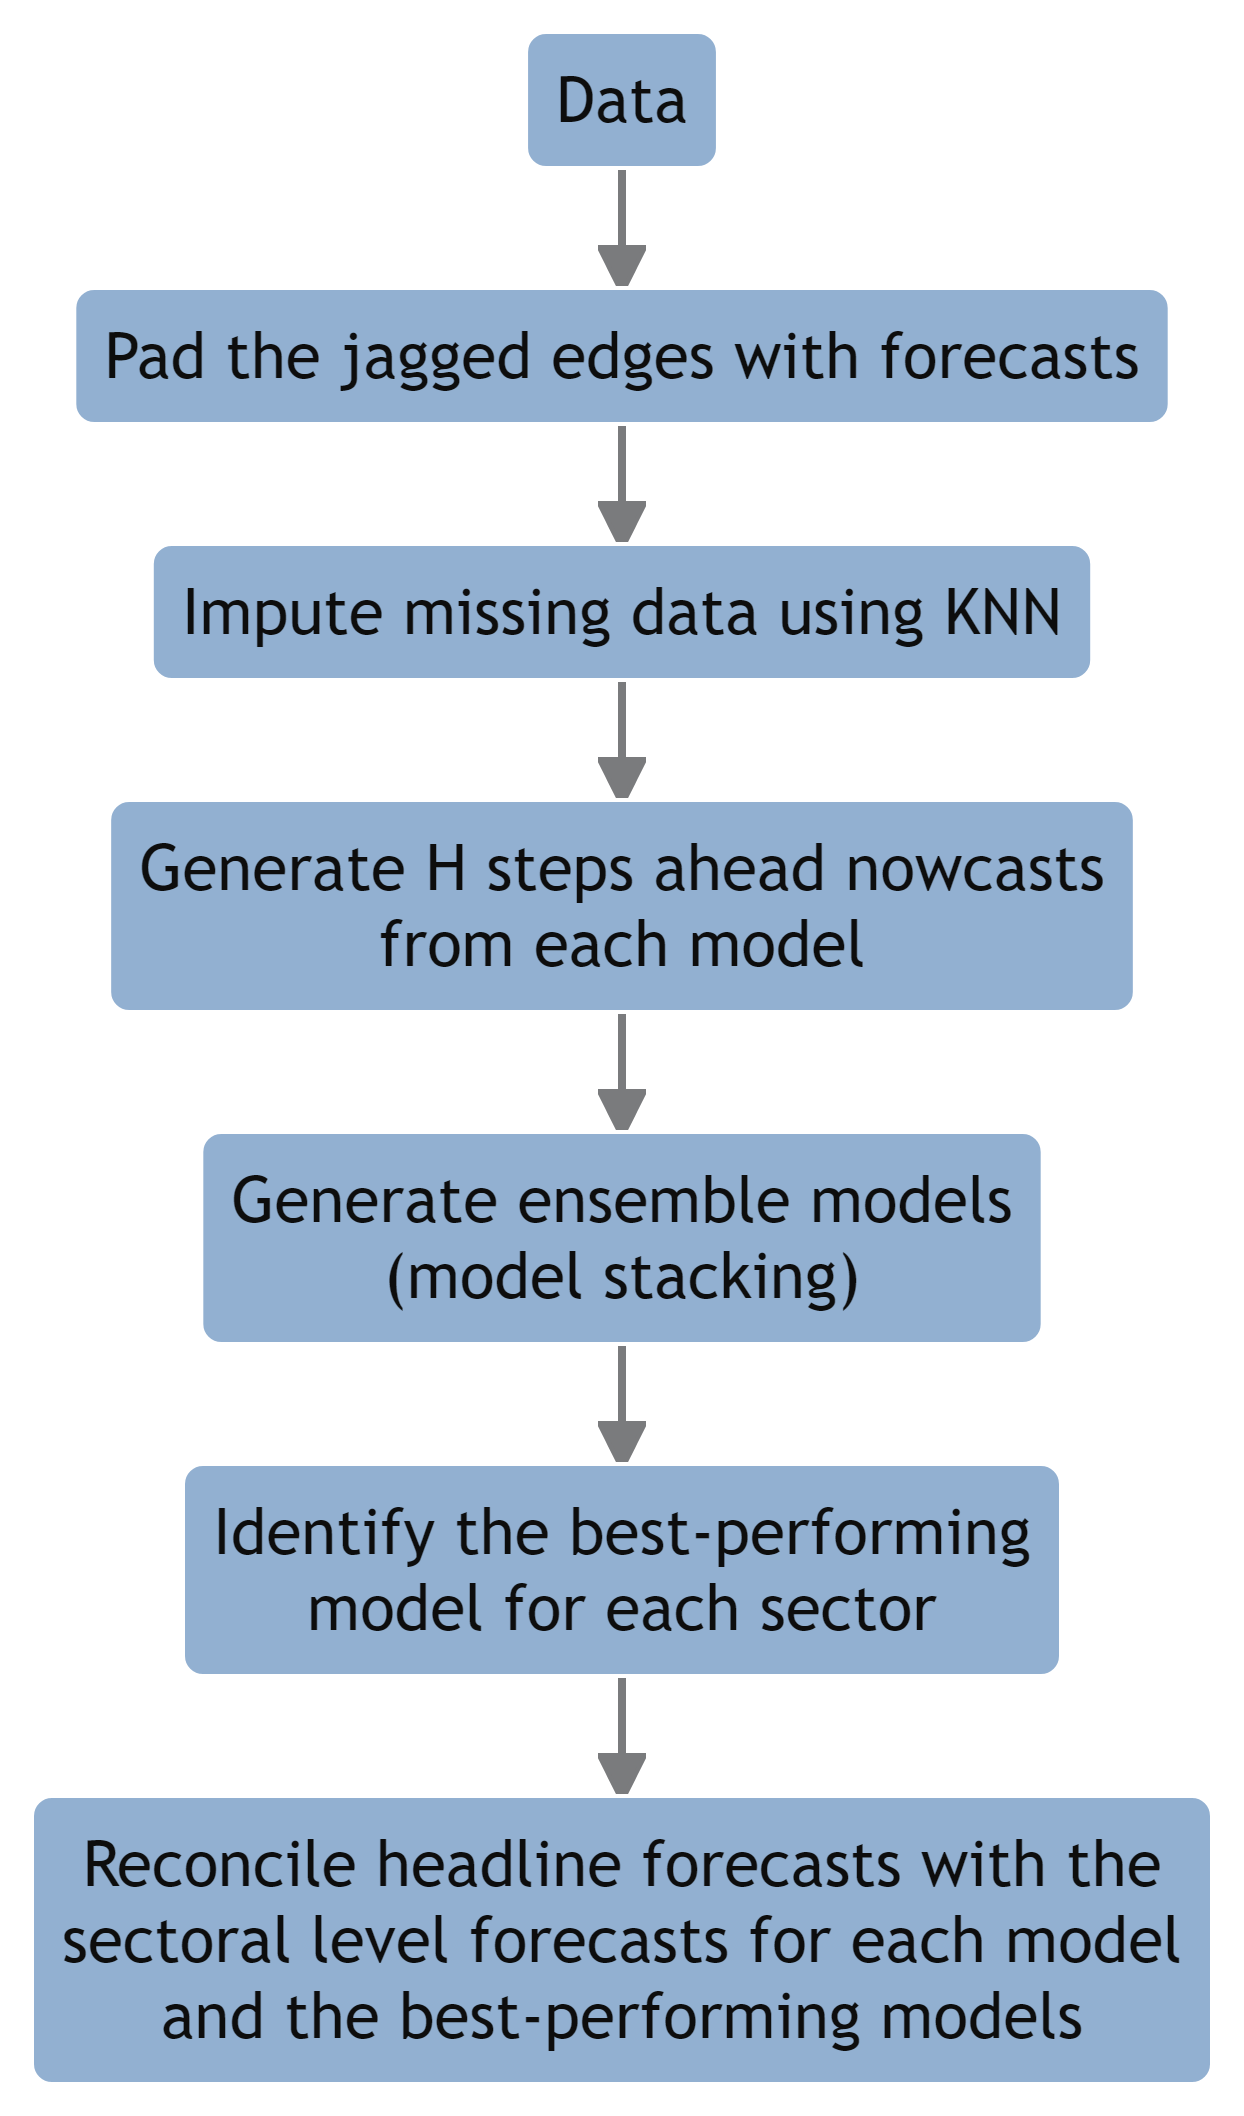 Data
Pad the jagged edges with forecasts
Impute missing data using KNN
Generate H steps ahead nowcasts
from each model
Generate ensemble models
(model stacking)
Identify the best-performing
model for each sector
Reconcile headline forecasts with the
sectoral level forecasts for each model
and the best-performing models